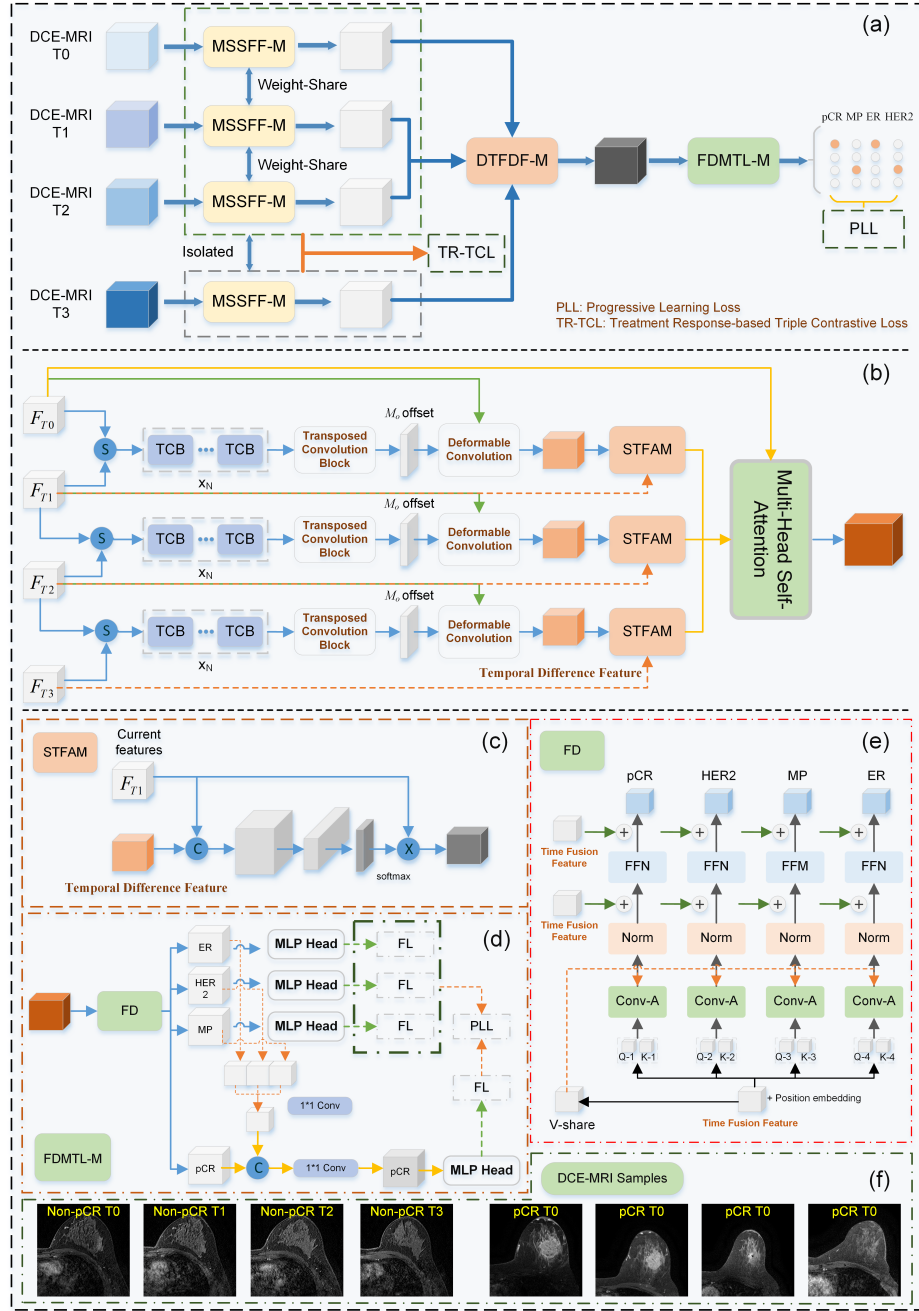 (a)
DCE-MRI
T0
MSSFF-M
Weight-Share
DCE-MRI
T1
MSSFF-M
Weight-Share
DCE-MRI
T2
MSSFF-M
Isolated
TR-TCL
DCE-MRI
T3
MSSFF-M
DTFDF-M
FDMTL-M
pCR MP ER HER2
PLL
PLL: Progressive Learning Loss
TR-TCL: Treatment Response-based Triple Contrastive Loss
(b)
F_T0
S
TCB ••• TCB
x_N
Transposed
Convolution
Block
M_o offset
Deformable
Convolution
STFAM
F_T1
S
TCB ••• TCB
x_N
Transposed
Convolution
Block
M_o offset
Deformable
Convolution
STFAM
F_T2
S
TCB ••• TCB
x_N
Transposed
Convolution
Block
M_o offset
Deformable
Convolution
STFAM
F_T3
Temporal Difference Feature
Multi-Head Self-
Attention
(c)
STFAM
Current
features
F_T1
C
X
softmax
Temporal Difference Feature
(d)
FD
ER
MLP Head
FL
HER
2
MLP Head
FL
MP
MLP Head
FL
PLL
FL
1*1 Conv
FDMTL-M
pCR
C
1*1 Conv
pCR
MLP Head
(e)
FD
pCR
HER2
MP
ER
+
+
+
+
Time Fusion
Feature
FFN
FFN
FFM
FFN
+
+
+
+
Time Fusion
Feature
Norm
Norm
Norm
Norm
Conv-A
Conv-A
Conv-A
Conv-A
Q-1 K-1
Q-2 K-2
Q-3 K-3
Q-4 K-4
+ Position embedding
V-share
Time Fusion Feature
(f)
DCE-MRI Samples
Non-pCR T0
Non-pCR T1
Non-pCR T2
Non-pCR T3
pCR T0
pCR T0
pCR T0
pCR T0